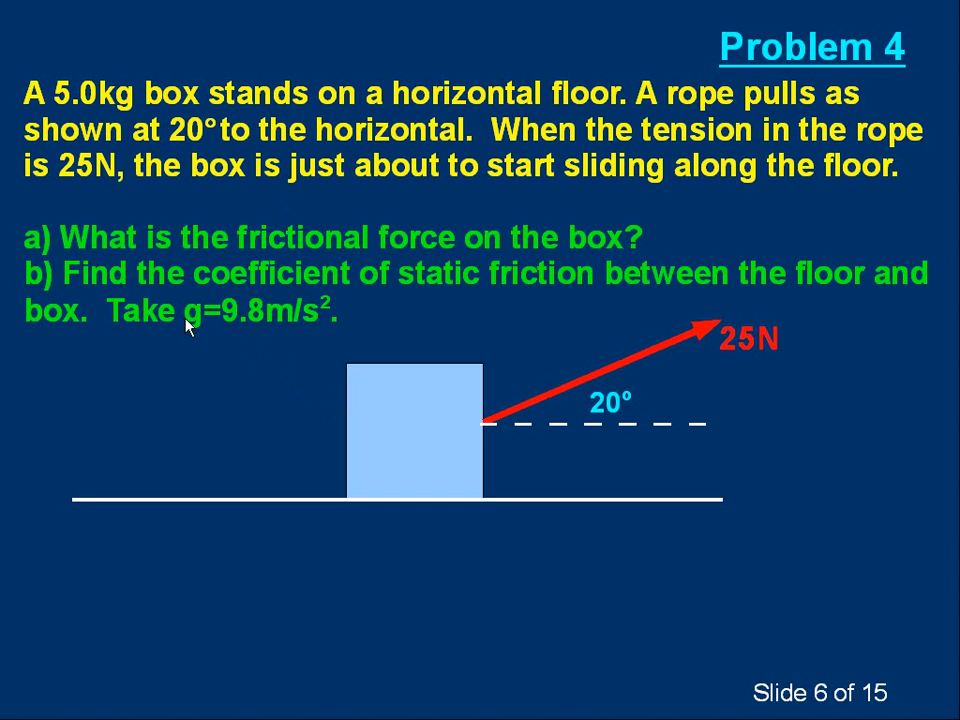 Problem 4
A 5.0kg box stands on a horizontal floor. A rope pulls as
shown at 20° to the horizontal.  When the tension in the rope
is 25N, the box is just about to start sliding along the floor.
a) What is the frictional force on the box?
b) Find the coefficient of static friction between the floor and
box.  Take g=9.8m/s².
25N
20°
Slide 6 of 15